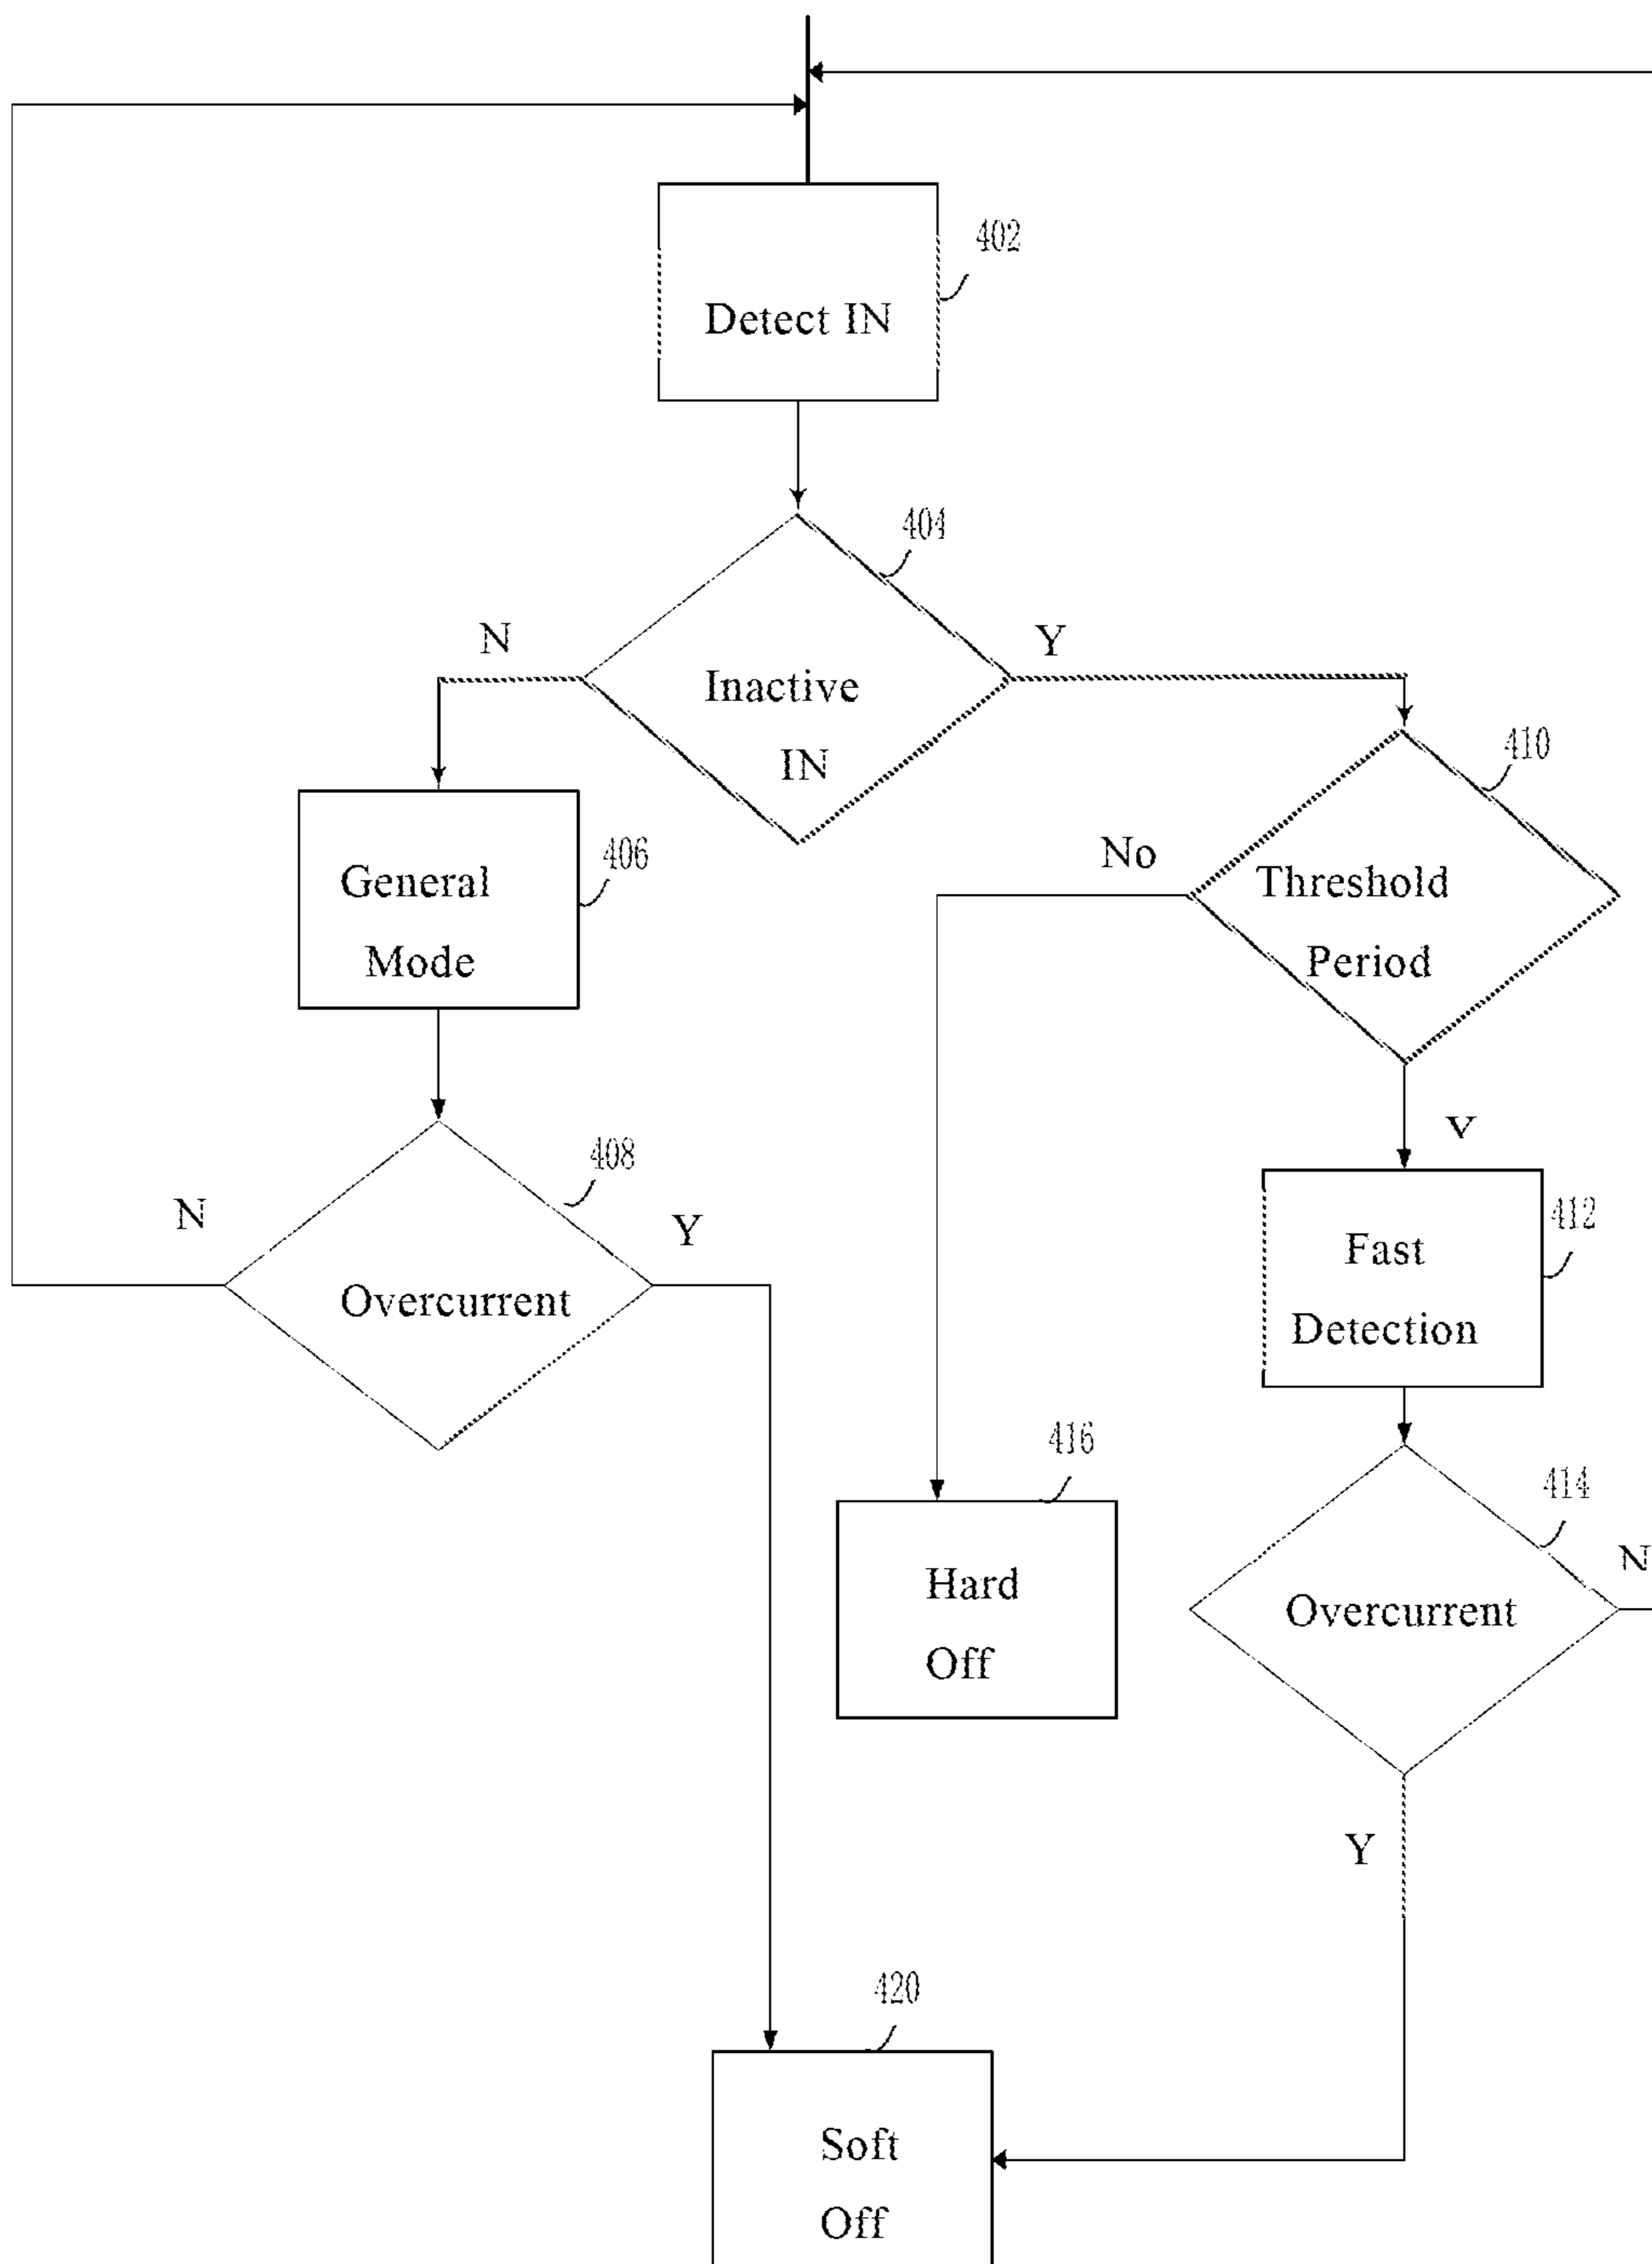 402
Detect IN
404
N
Y
Inactive
IN
410
406
No
General
Mode
Threshold
Period
408
Y
N
Y
412
Overcurrent
Fast
Detection
416
414
N
Hard
Off
Overcurrent
Y
420
Soft
Off